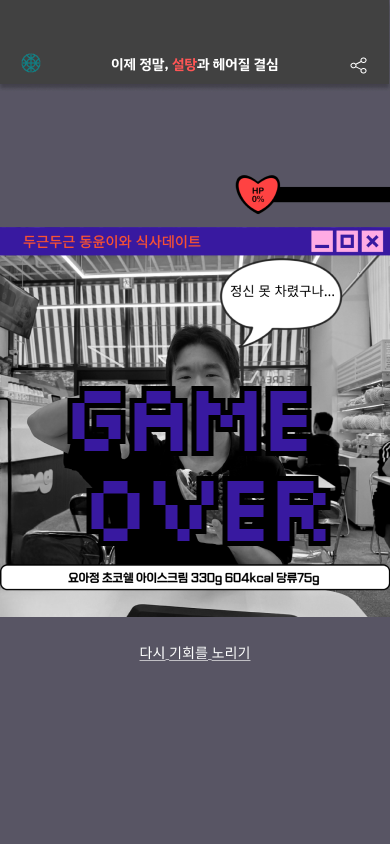 이제 정말, 설탕과 헤어질 결심
HP
0%
두근두근 동윤이와 식사데이트
정신 못 차렸구나...
GAME
OVER
요아정 초코쉘 아이스크림 330g 604kcal 당류75g
다시 기회를 노리기